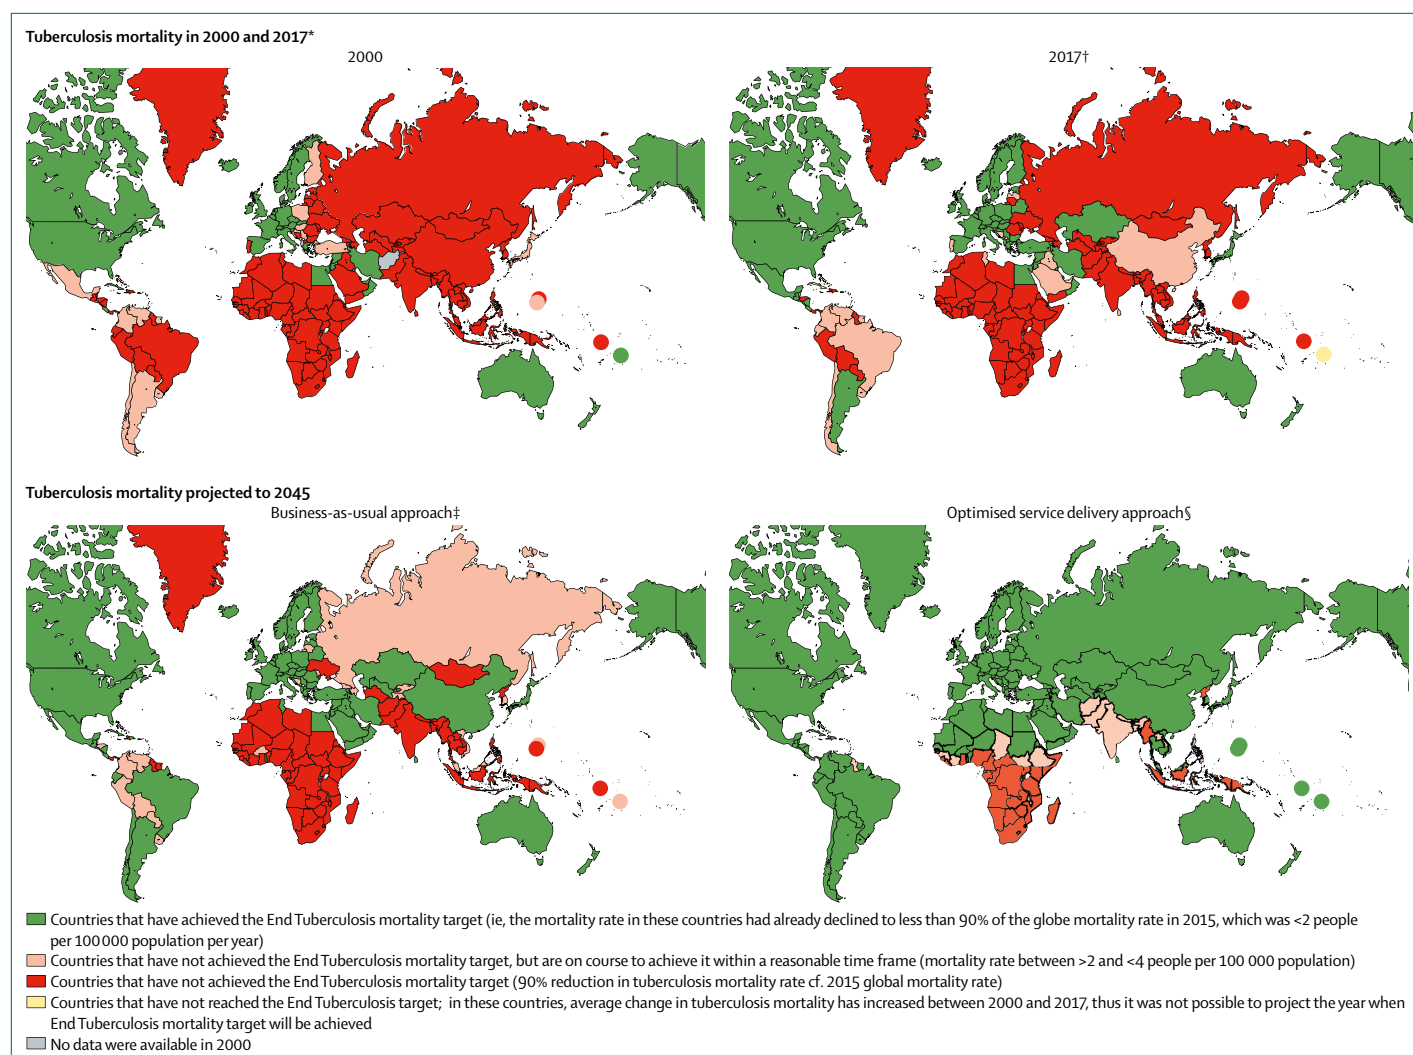 Tuberculosis mortality in 2000 and 2017*
2000
2017†
Tuberculosis mortality projected to 2045
Business-as-usual approach‡
Optimised service delivery approach§
Countries that have achieved the End Tuberculosis mortality target (ie, the mortality rate in these countries had already declined to less than 90% of the globe mortality rate in 2015, which was <2 people
per 100 000 population per year)
Countries that have not achieved the End Tuberculosis mortality target, but are on course to achieve it within a reasonable time frame (mortality rate between >2 and <4 people per 100 000 population)
Countries that have not achieved the End Tuberculosis mortality target (90% reduction in tuberculosis mortality rate cf. 2015 global mortality rate)
Countries that have not reached the End Tuberculosis target; in these countries, average change in tuberculosis mortality has increased between 2000 and 2017, thus it was not possible to project the year when
End Tuberculosis mortality target will be achieved
No data were available in 2000